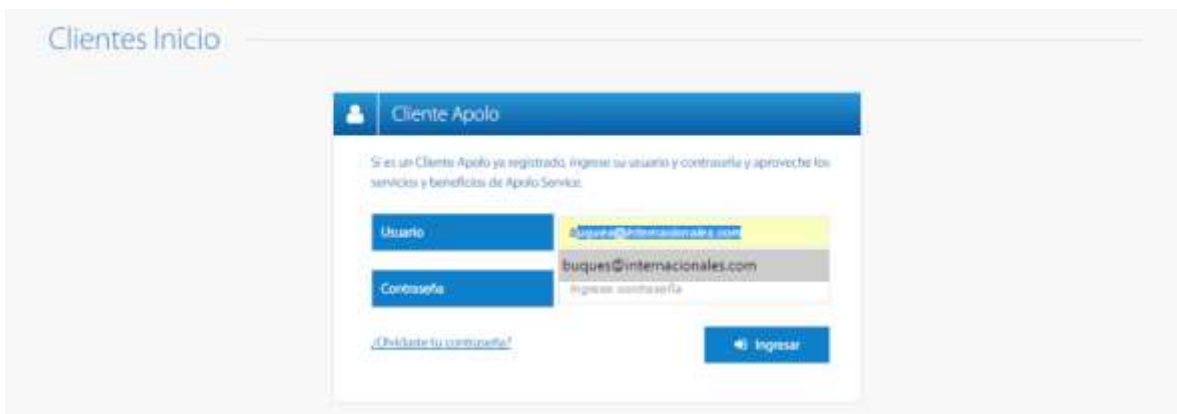 Clientes Inicio
Cliente Apolo
Si es un Cliente Apolo ya registrado, ingrese su usuario y contraseña y aproveche los
servicios y beneficios de Apolo Service.
Usuario
buques@internacionales.com
buques@internacionales.com
Contraseña
Ingrese contraseña
¿Olvidaste tu contraseña?
Ingresar